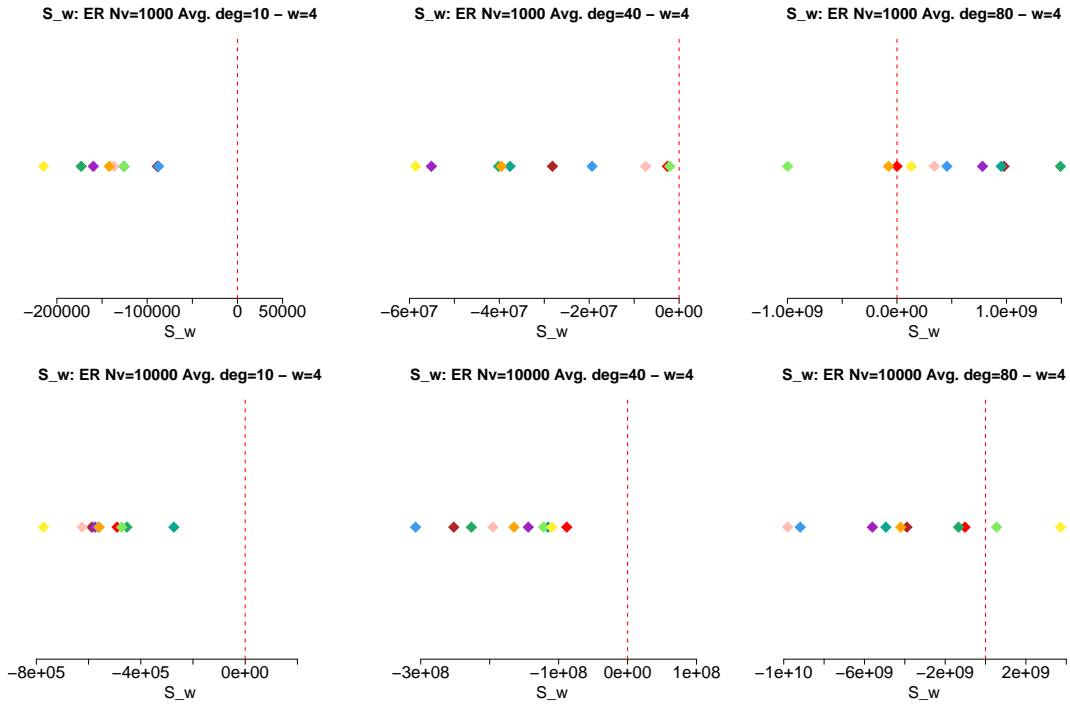 S_w: ER Nv=1000 Avg. deg=10 − w=4
−200000 −100000 0 50000
S_w
S_w: ER Nv=1000 Avg. deg=40 − w=4
−6e+07 −4e+07 −2e+07 0e+00
S_w
S_w: ER Nv=1000 Avg. deg=80 − w=4
−1.0e+09 0.0e+00 1.0e+09
S_w
S_w: ER Nv=10000 Avg. deg=10 − w=4
−8e+05 −4e+05 0e+00
S_w
S_w: ER Nv=10000 Avg. deg=40 − w=4
−3e+08 −1e+08 0e+00 1e+08
S_w
S_w: ER Nv=10000 Avg. deg=80 − w=4
−1e+10 −6e+09 −2e+09 2e+09
S_w